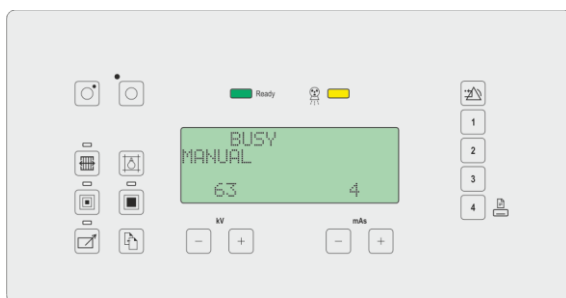 Ready
BUSY
MANUAL
63 4
kV mAs
- + - +
1
2
3
4